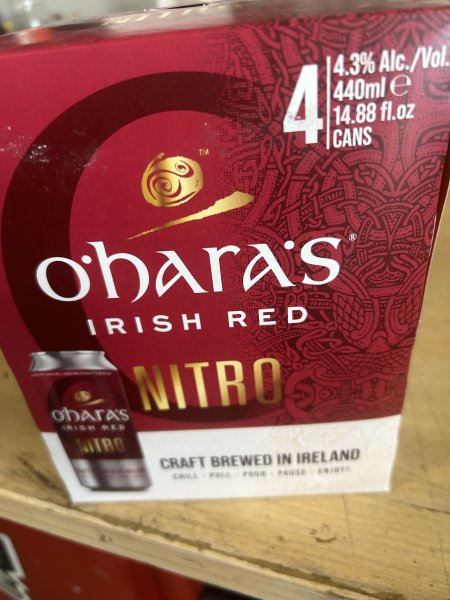 4
4.3% Alc./Vol.
440ml e
14.88 fl.oz
CANS
TM
O'hara's®
IRISH RED
NITRO
O'hara's
IRISH RED
NITRO
CRAFT BREWED IN IRELAND
CHILL - PULL - POUR - PAUSE - ENJOY!